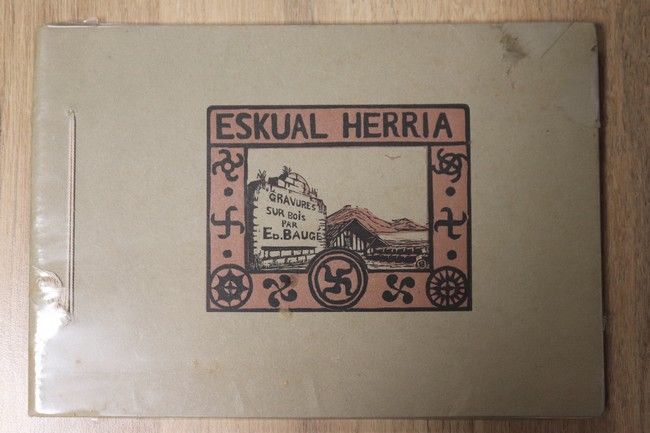 ESKUAL HERRIA
GRAVURES
SUR BOIS
PAR
ED. BAUGE